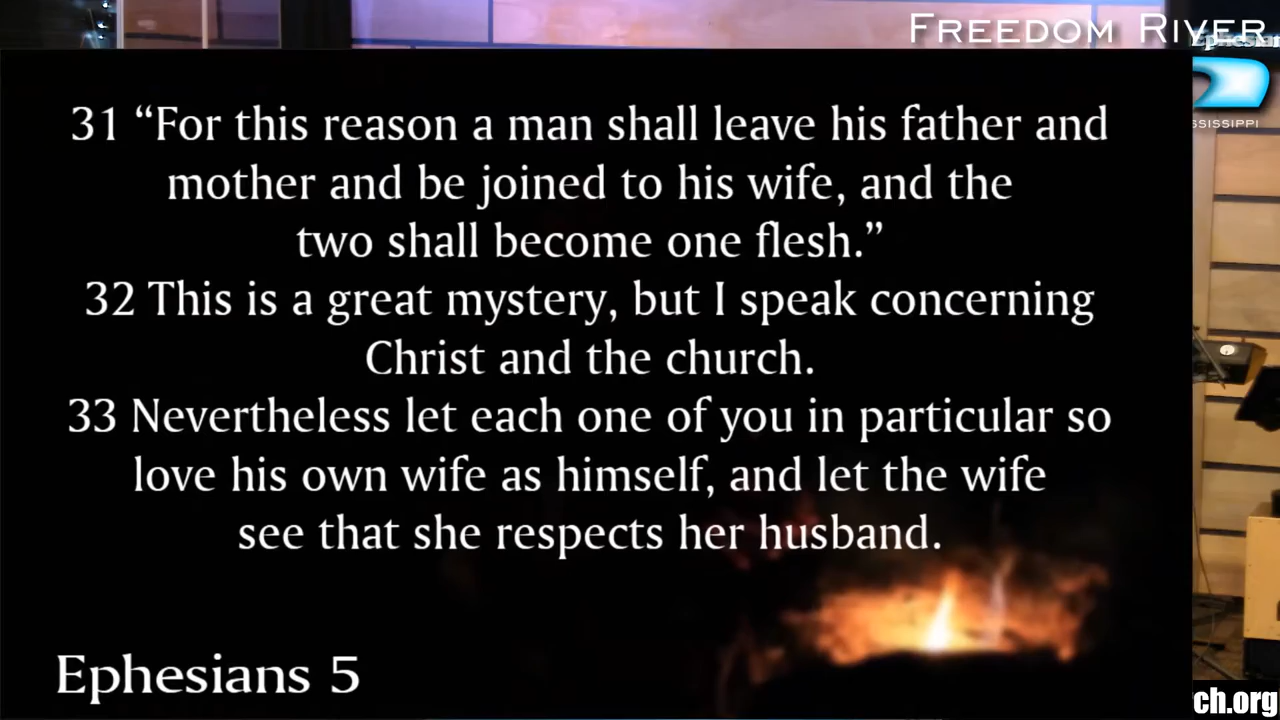 FREEDOM RIVER
31 “For this reason a man shall leave his father and
mother and be joined to his wife, and the
two shall become one flesh.”
32 This is a great mystery, but I speak concerning
Christ and the church.
33 Nevertheless let each one of you in particular so
love his own wife as himself, and let the wife
see that she respects her husband.
Ephesians 5
ch.org